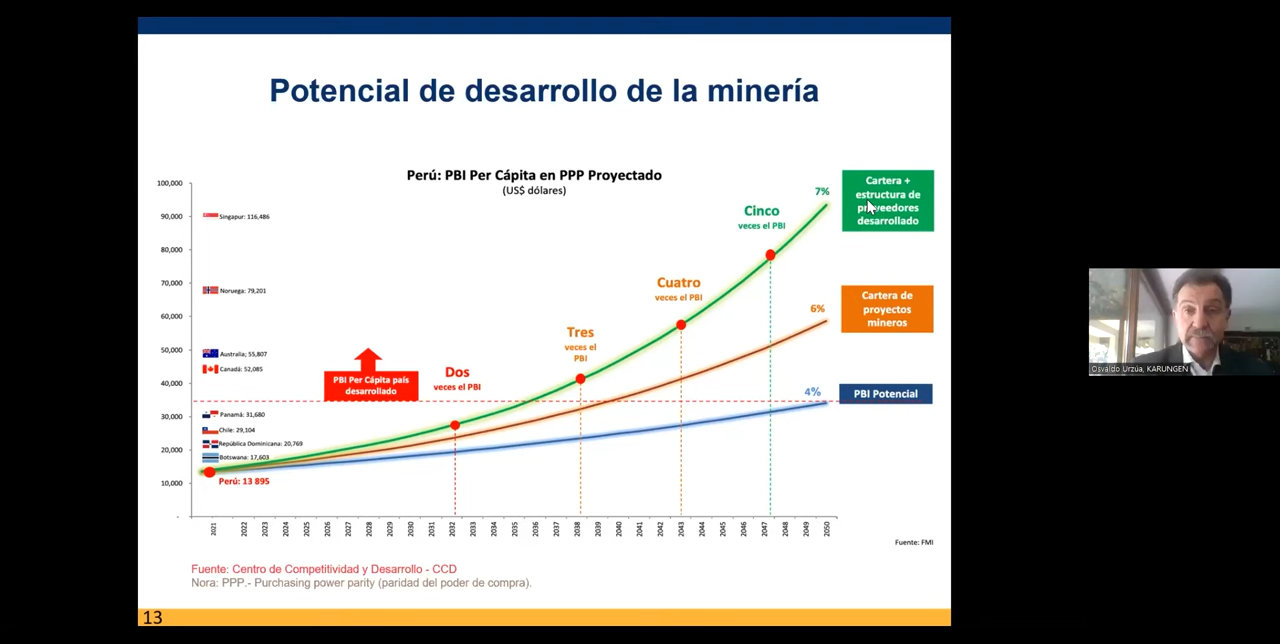 Potencial de desarrollo de la minería
Perú: PBI Per Cápita en PPP Proyectado
(US$ dólares)
100,000
90,000
80,000
70,000
60,000
50,000
40,000
30,000
20,000
10,000
-
Singapur: 116,486
Noruega: 79,201
Australia; 55,807
Canadá: 52,085
Panamá: 31,680
Chile: 29,104
República Dominicana: 20,769
Botswana: 17,603
Perú: 13 895
PBI Per Cápita país
desarrollado
Dos
veces el PBI
Tres
veces el
PBI
Cuatro
veces el PBI
Cinco
veces el PBI
7%
Cartera +
estructura de
proveedores
desarrollado
6%
Cartera de
proyectos
mineros
4%
PBI Potencial
2021
2022
2023
2024
2025
2026
2027
2028
2029
2030
2031
2032
2033
2034
2035
2036
2037
2038
2039
2040
2041
2042
2043
2044
2045
2046
2047
2048
2049
2050
Fuente: FMI
Fuente: Centro de Competitividad y Desarrollo - CCD
Nora: PPP.- Purchasing power parity (paridad del poder de compra).
13
Osvaldo Urzúa, KARUNGEN